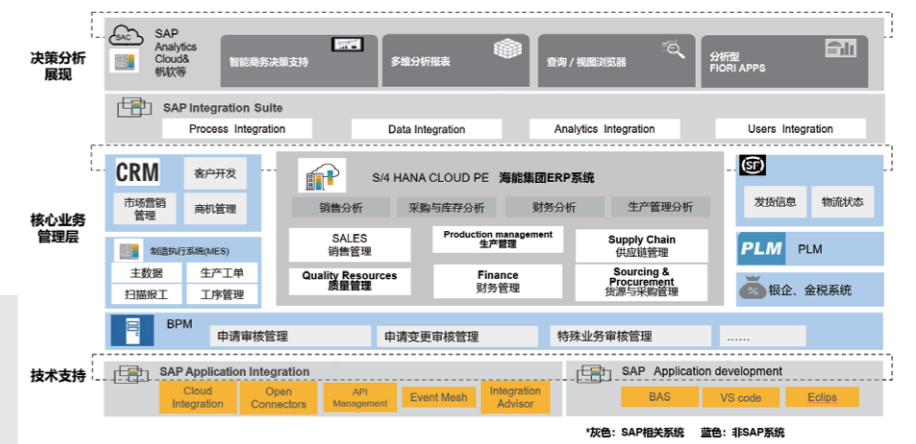 决策分析
展现
SAC
SAP
Analytics
Cloud&
帆软等
智能商务决策支持
多维分析报表
查询 / 视图浏览器
分析型
FIORI APPS
SAP Integration Suite
Process Integration
Data Integration
Analytics Integration
Users Integration
核心业务
管理层
CRM
客户开发
市场营销
管理
商机管理
制造执行系统(MES)
主数据
生产工单
扫描报工
工序管理
S/4 HANA CLOUD PE 海能集团ERP系统
销售分析
采购与库存分析
财务分析
生产管理分析
SALES
销售管理
Production management
生产管理
Supply Chain
供应链管理
Quality Resources
质量管理
Finance
财务管理
Sourcing &
Procurement
货源与采购管理
SF
发货信息
物流状态
PLM
PLM
银企、金税系统
BPM
申请审核管理
申请变更审核管理
特殊业务审核管理
……
技术支持
SAP Application Integration
Cloud
Integration
Open
Connectors
API
Management
Event Mesh
Integration
Advisor
SAP Application development
BAS
VS code
Eclips
*灰色：SAP相关系统 蓝色：非SAP系统